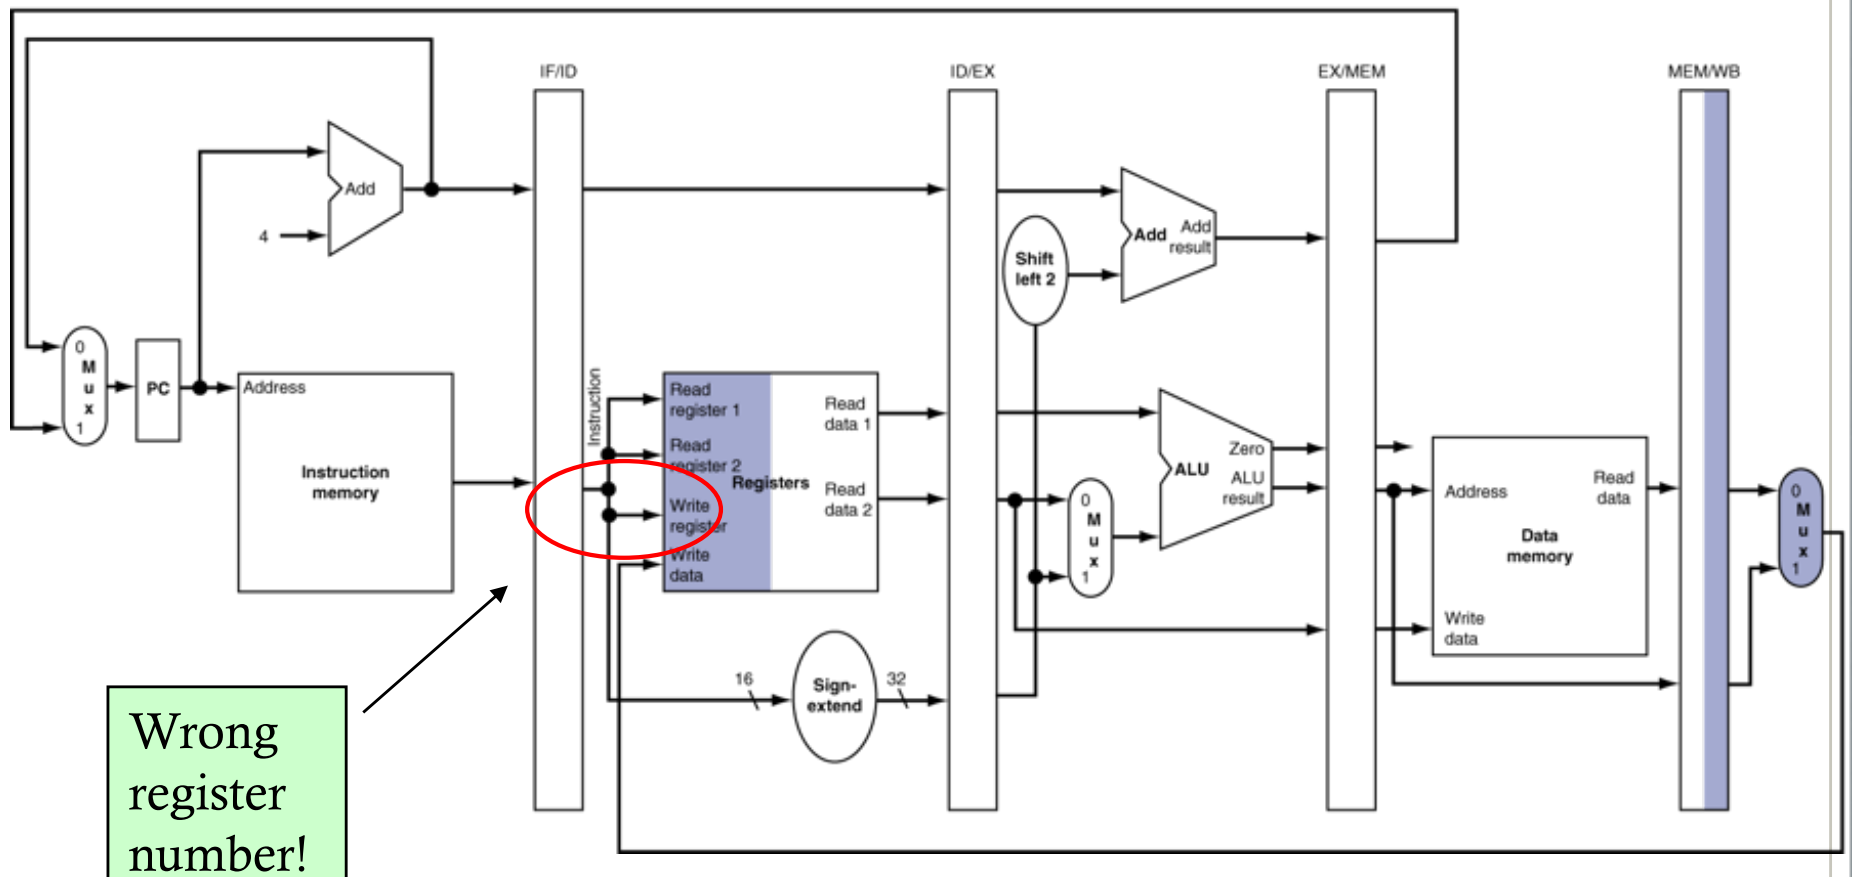 IF/ID
ID/EX
EX/MEM
MEM/WB
Add
4
Shift
left 2
Add
Add
result
0
M
u
x
1
PC
Address
Instruction
memory
Instruction
Read
register 1
Read
register 2
Write
register
Write
data
Registers
Read
data 1
Read
data 2
16
Sign-
extend
32
0
M
u
x
1
ALU
Zero
ALU
result
Address
Read
data
Data
memory
Write
data
0
M
u
x
1
Wrong
register
number!